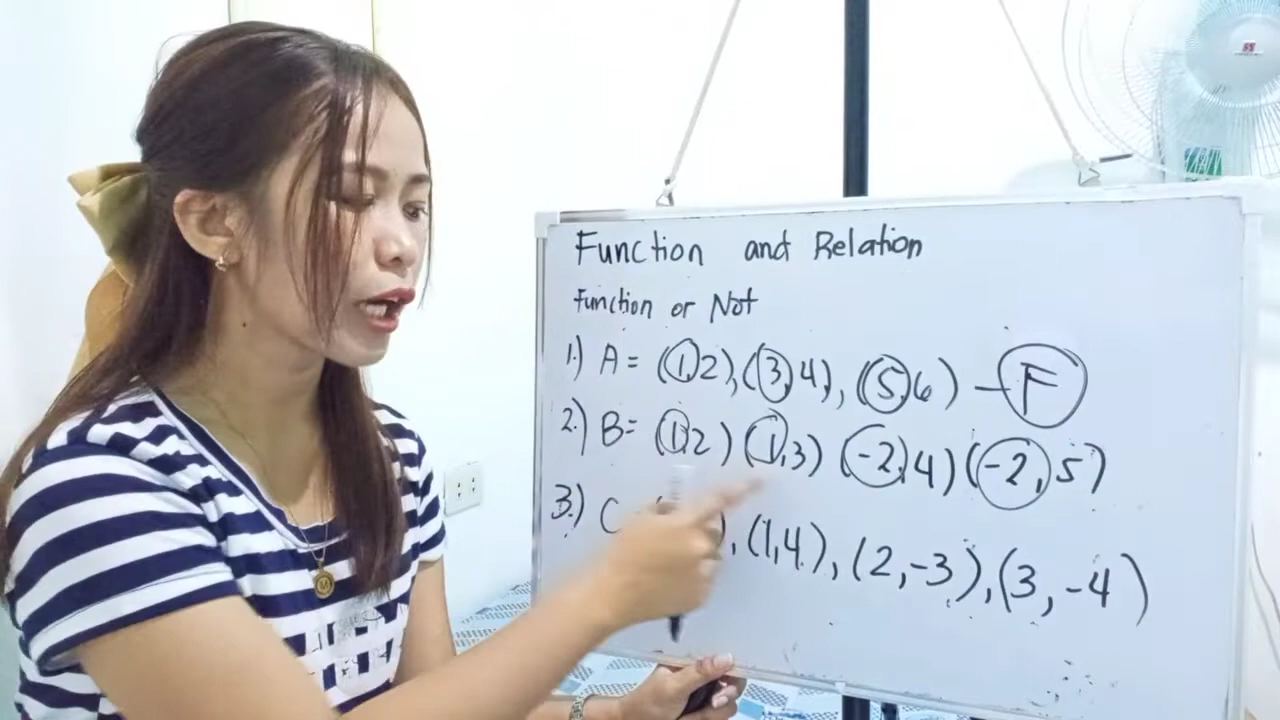 Function and Relation
Function or Not
1.) A = (1,2), (3,4), (5,6) - F
2.) B = (1,2) (1,3) (-2,4) (-2,5)
3.) C , (1,4), (2,-3), (3,-4)